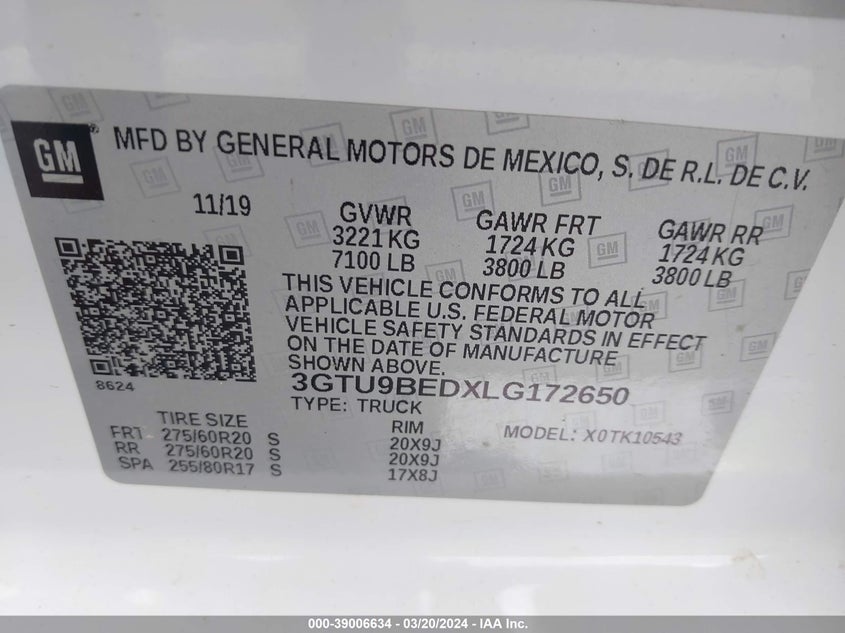 GM
MFD BY GENERAL MOTORS DE MEXICO, S. DE R.L. DE C.V.
11/19
GVWR
3221 KG
7100 LB
GAWR FRT
1724 KG
3800 LB
GAWR RR
1724 KG
3800 LB
THIS VEHICLE CONFORMS TO ALL
APPLICABLE U.S. FEDERAL MOTOR
VEHICLE SAFETY STANDARDS IN EFFECT
ON THE DATE OF MANUFACTURE
SHOWN ABOVE.
8624
3GTU9BEDXLG172650
TYPE: TRUCK
MODEL: X0TK10543
TIRE SIZE
RIM
FRT 275/60R20 S 20X9J
RR 275/60R20 S 20X9J
SPA 255/80R17 S 17X8J
000-39006634 - 03/20/2024 - IAA Inc.